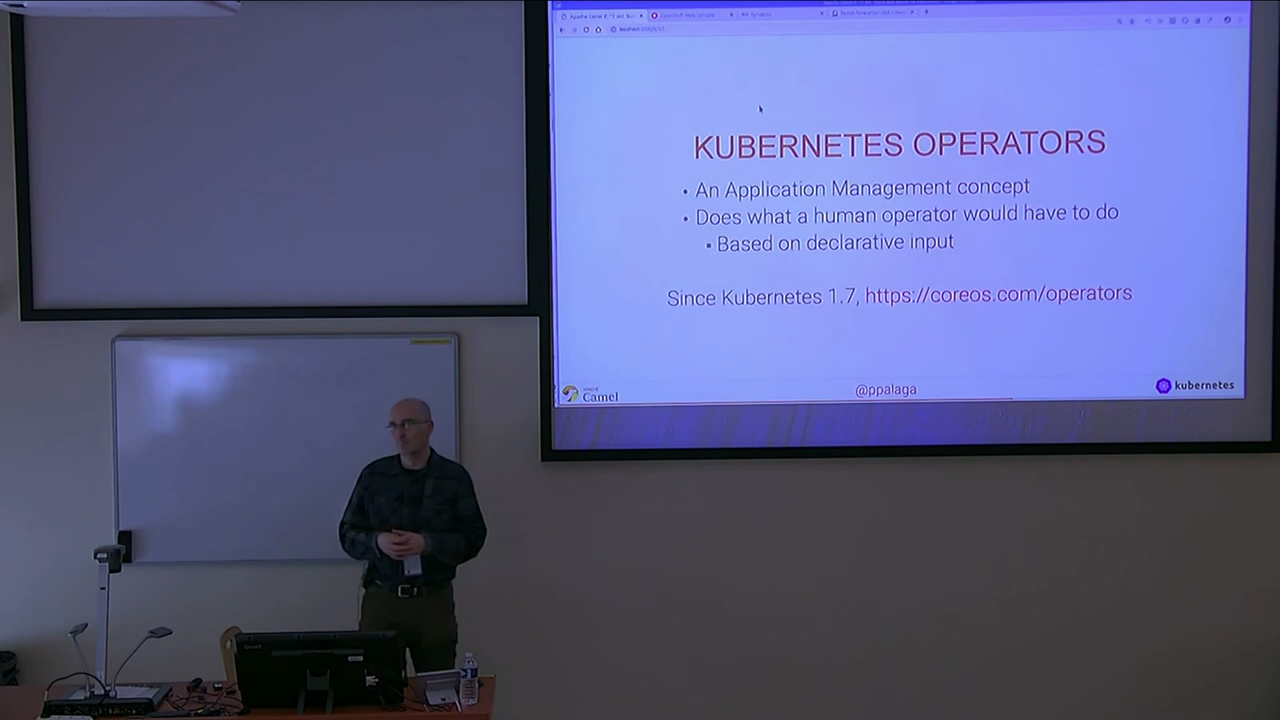 KUBERNETES OPERATORS
• An Application Management concept
• Does what a human operator would have to do
▪ Based on declarative input
Since Kubernetes 1.7, https://coreos.com/operators
Camel
@ppalaga
kubernetes